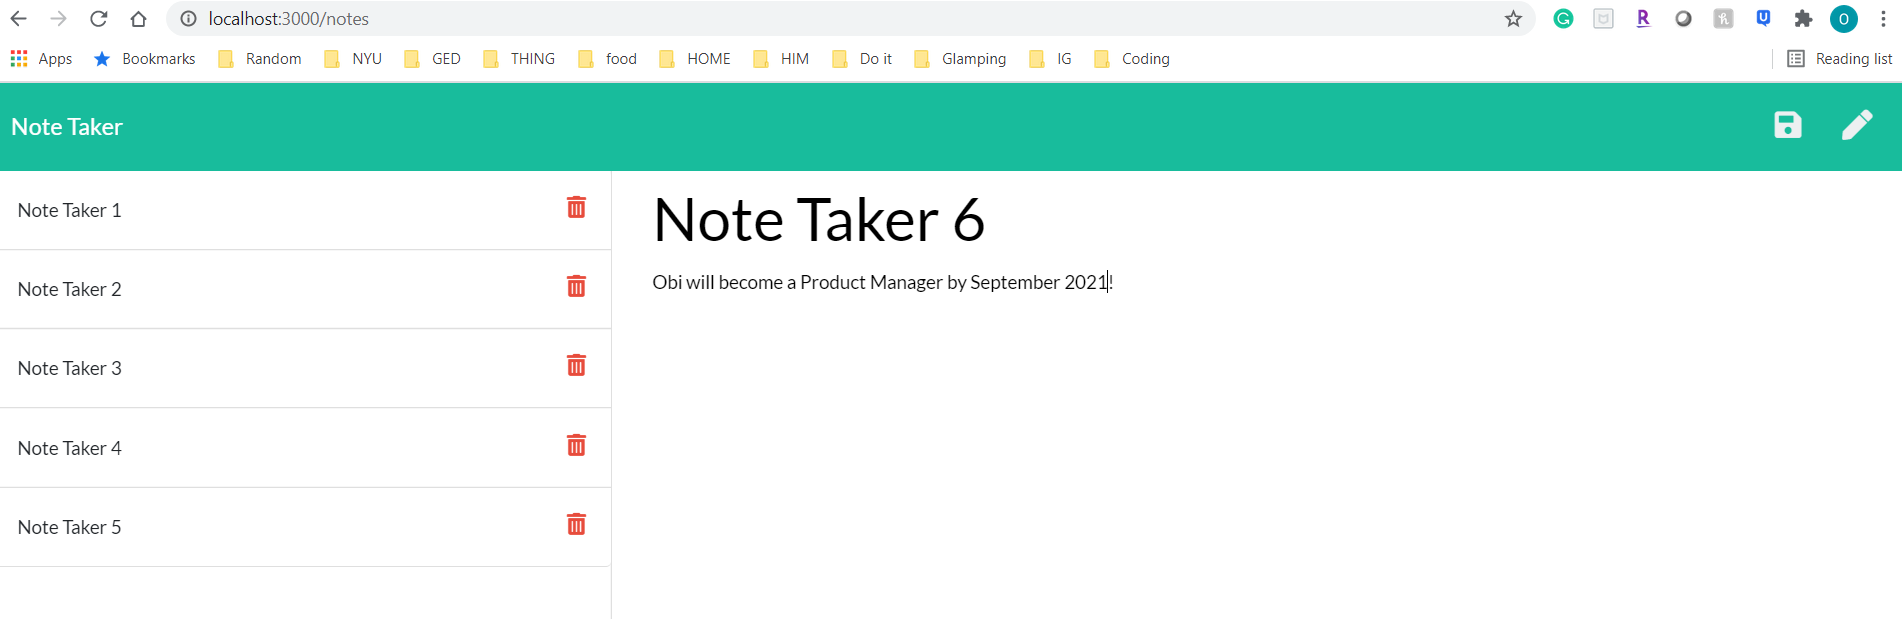 localhost:3000/notes
O
Apps Bookmarks Random NYU GED THING food HOME HIM Do it Glamping IG Coding Reading list
Note Taker
Note Taker 1
Note Taker 2
Note Taker 3
Note Taker 4
Note Taker 5
Note Taker 6
Obi will become a Product Manager by September 2021!